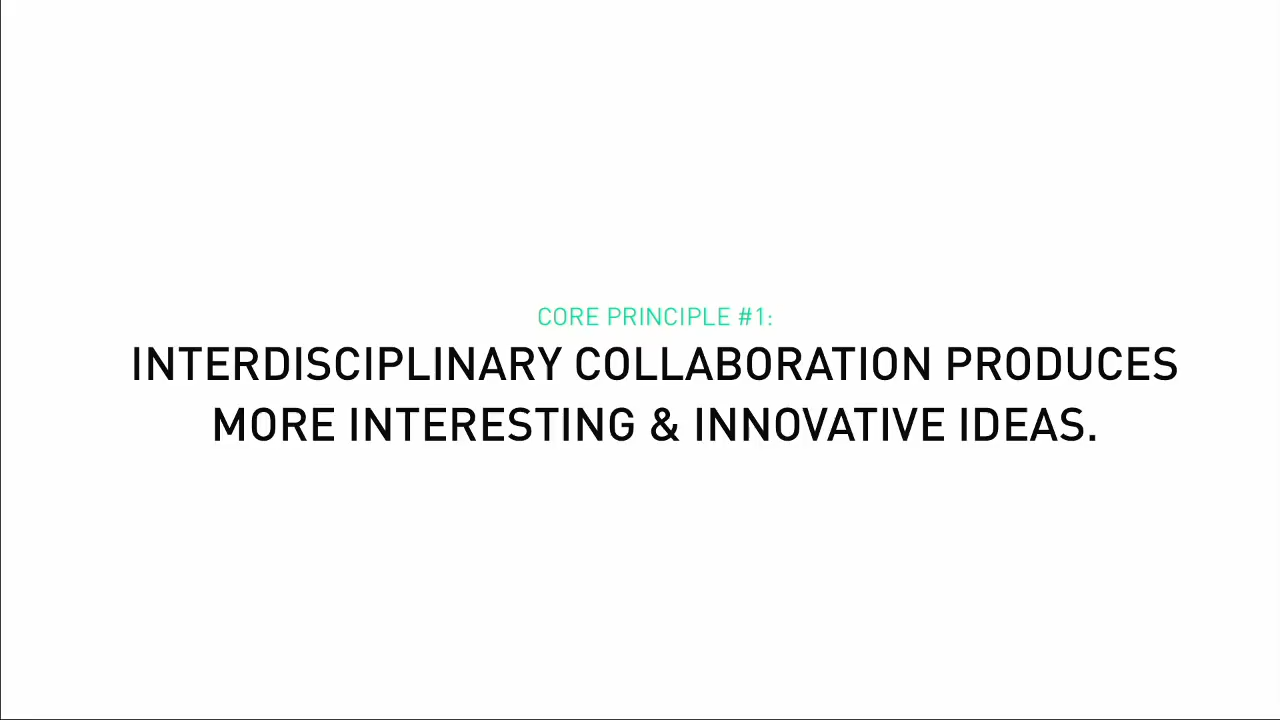 CORE PRINCIPLE #1:
INTERDISCIPLINARY COLLABORATION PRODUCES
MORE INTERESTING & INNOVATIVE IDEAS.